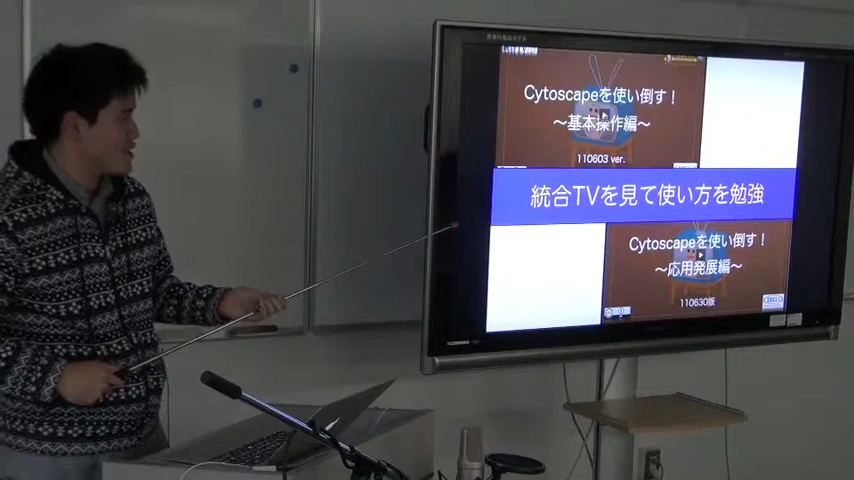 Cytoscapeを使い倒す！
～基本操作編～
110603 ver.
統合TVを見て使い方を勉強
Cytoscapeを使い倒す！
～応用発展編～
110630版